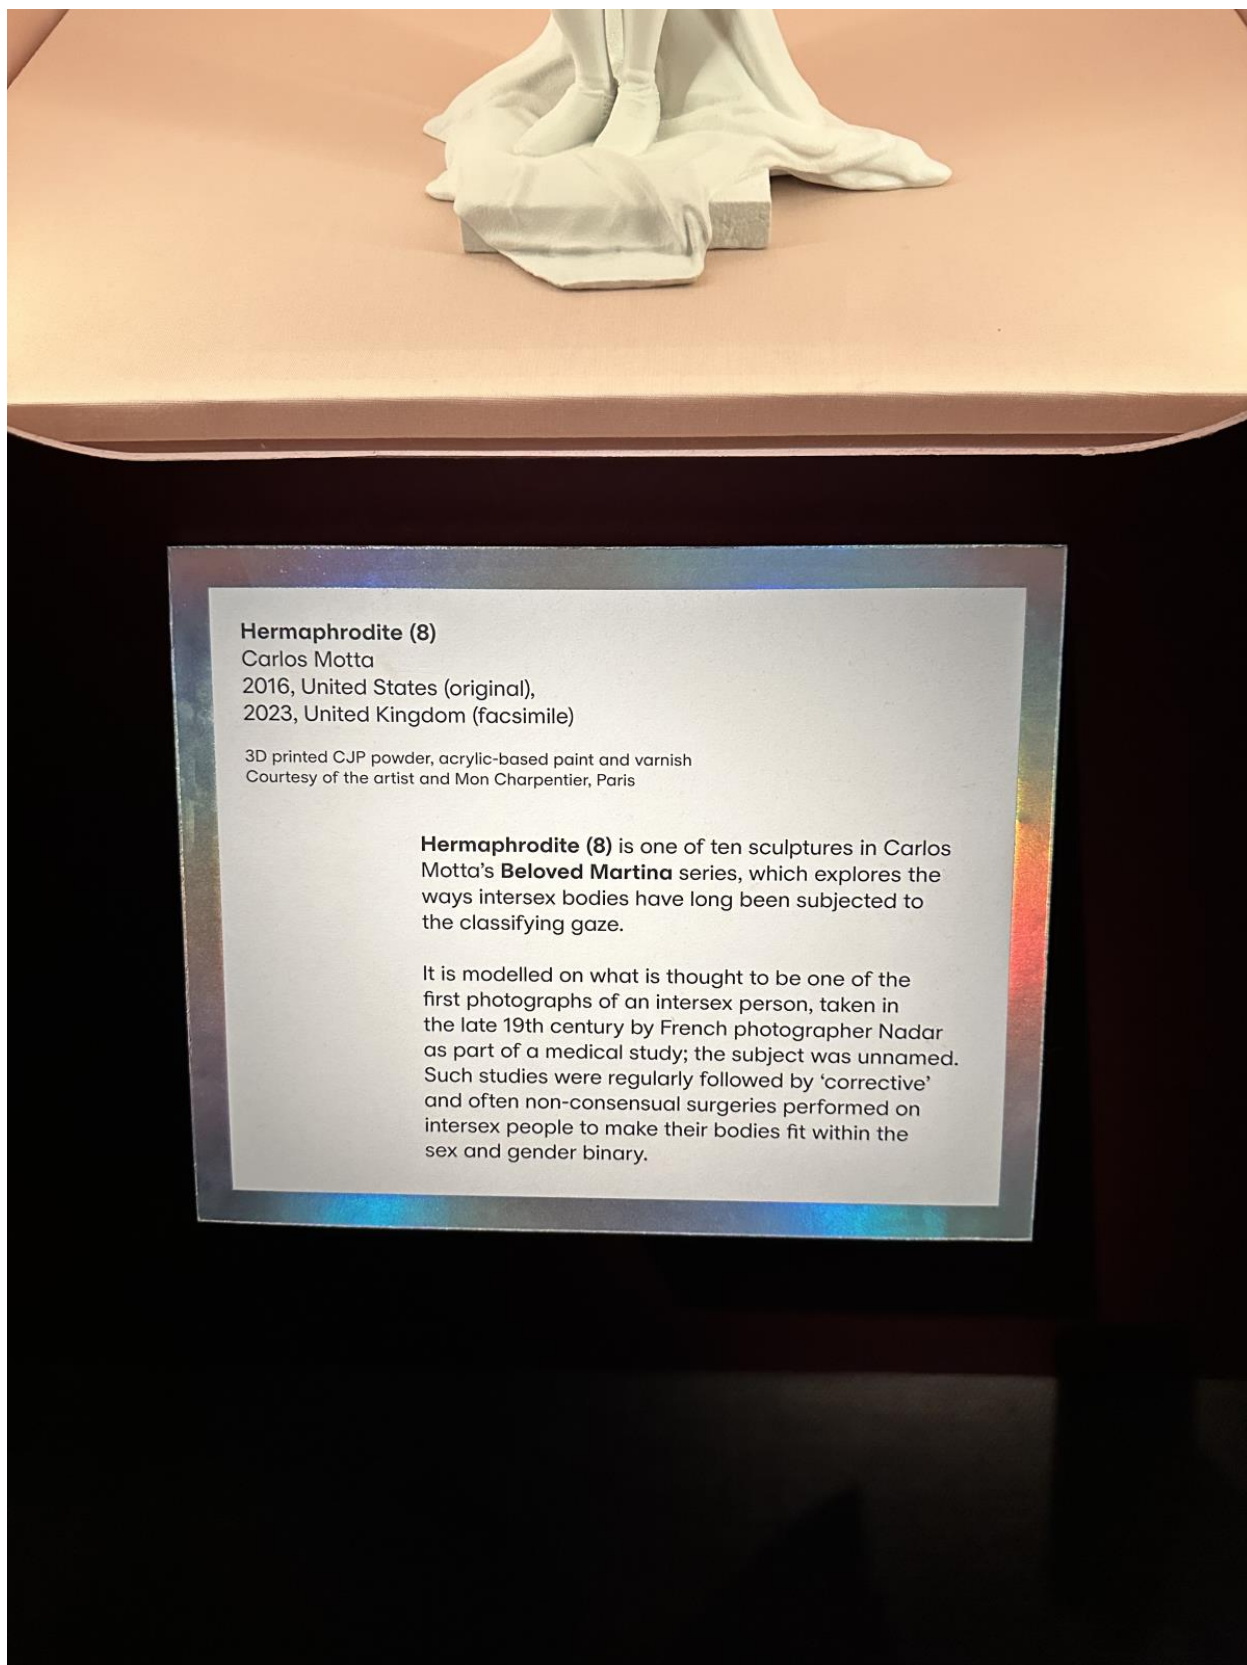 Hermaphrodite (8)
Carlos Motta
2016, United States (original),
2023, United Kingdom (facsimile)
3D printed CJP powder, acrylic-based paint and varnish
Courtesy of the artist and Mon Charpentier, Paris
Hermaphrodite (8) is one of ten sculptures in Carlos
Motta’s Beloved Martina series, which explores the
ways intersex bodies have long been subjected to
the classifying gaze.
It is modelled on what is thought to be one of the
first photographs of an intersex person, taken in
the late 19th century by French photographer Nadar
as part of a medical study; the subject was unnamed.
Such studies were regularly followed by ‘corrective’
and often non-consensual surgeries performed on
intersex people to make their bodies fit within the
sex and gender binary.